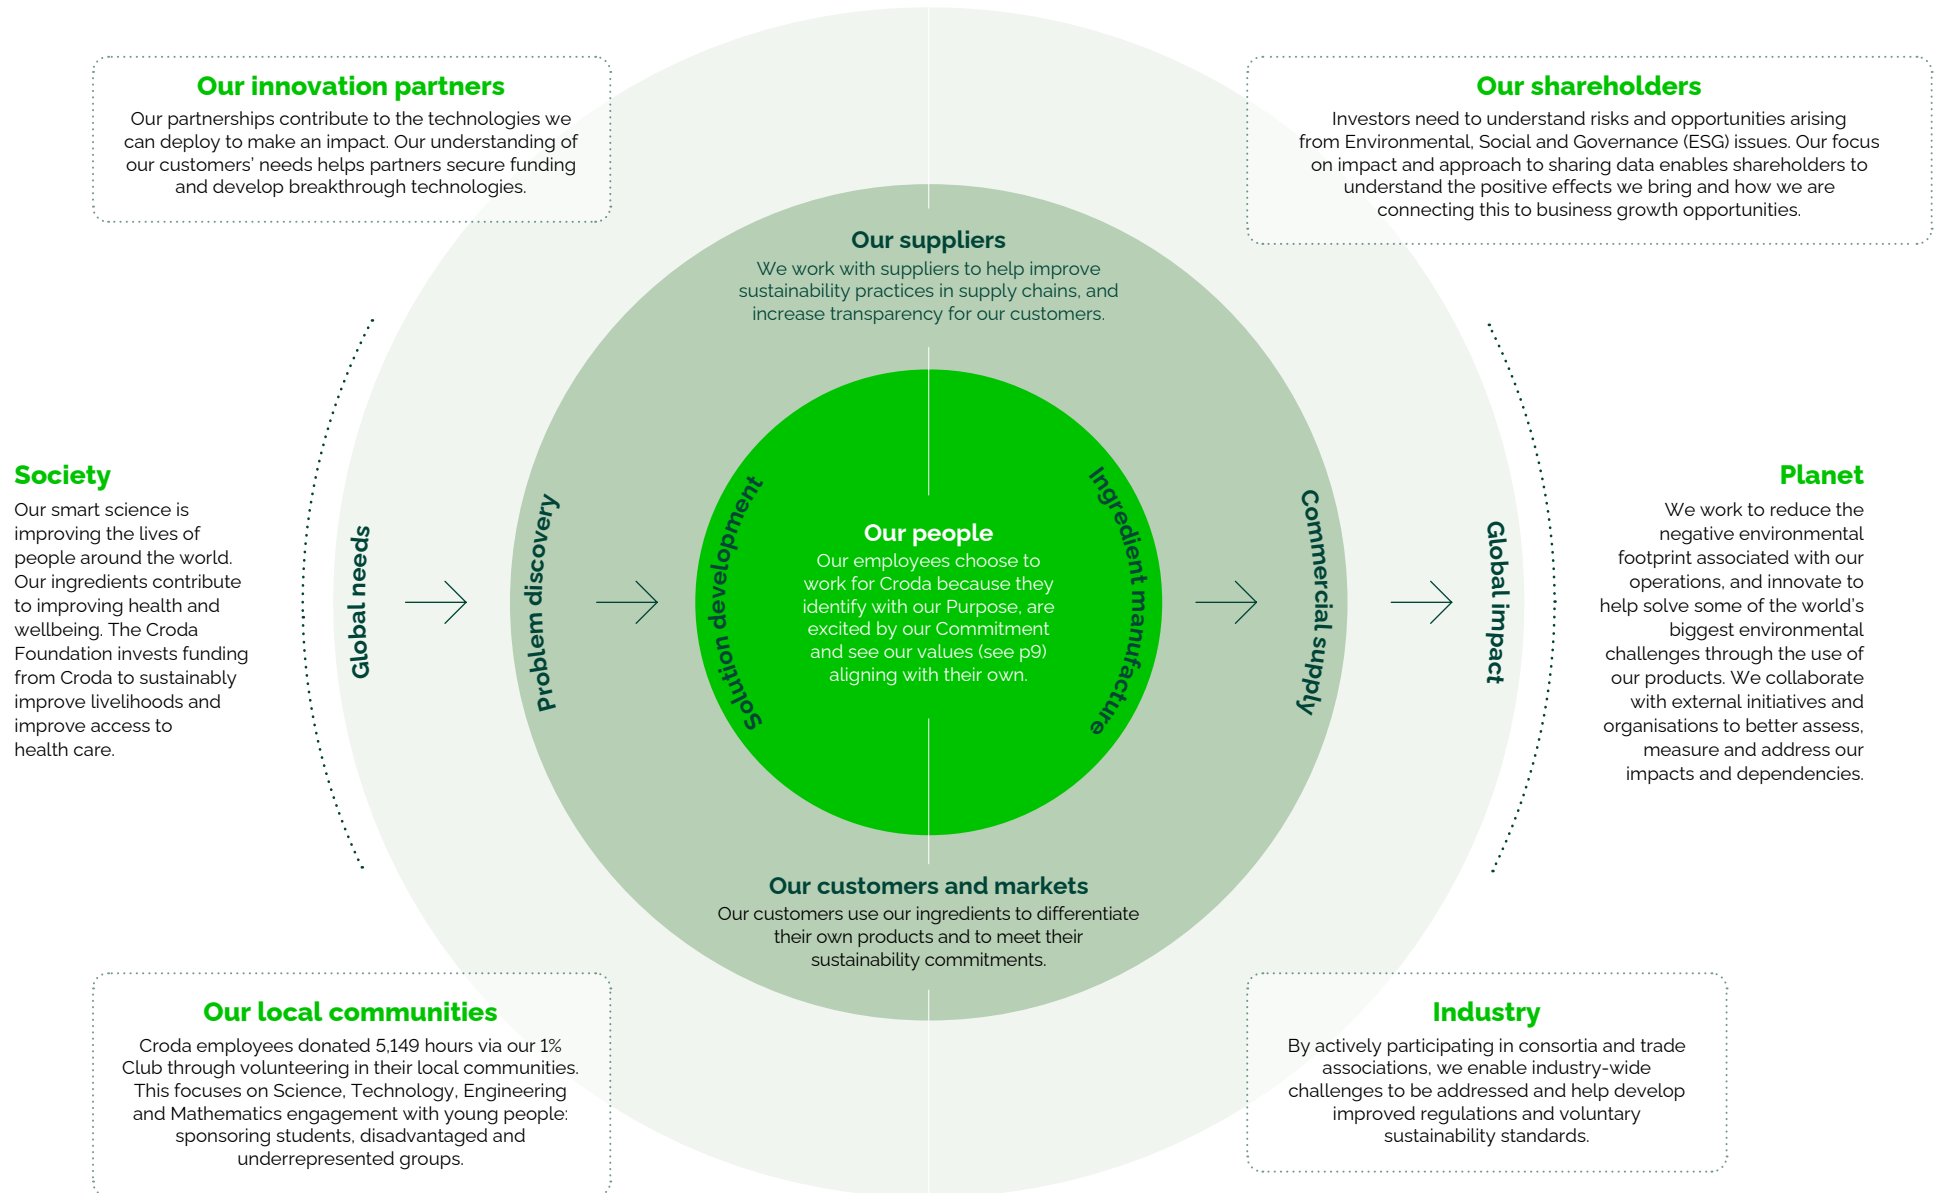 Our innovation partners
Our partnerships contribute to the technologies we
can deploy to make an impact. Our understanding of
our customers’ needs helps partners secure funding
and develop breakthrough technologies.
Our shareholders
Investors need to understand risks and opportunities arising
from Environmental, Social and Governance (ESG) issues. Our focus
on impact and approach to sharing data enables shareholders to
understand the positive effects we bring and how we are
connecting this to business growth opportunities.
Our suppliers
We work with suppliers to help improve
sustainability practices in supply chains, and
increase transparency for our customers.
Society
Our smart science is
improving the lives of
people around the world.
Our ingredients contribute
to improving health and
wellbeing. The Croda
Foundation invests funding
from Croda to sustainably
improve livelihoods and
improve access to
health care.
Global needs
Problem discovery
Solution development
Our people
Our employees choose to
work for Croda because they
identify with our Purpose, are
excited by our Commitment
and see our values (see p9)
aligning with their own.
Ingredient manufacture
Commercial supply
Global impact
Planet
We work to reduce the
negative environmental
footprint associated with our
operations, and innovate to
help solve some of the world’s
biggest environmental
challenges through the use of
our products. We collaborate
with external initiatives and
organisations to better assess,
measure and address our
impacts and dependencies.
Our customers and markets
Our customers use our ingredients to differentiate
their own products and to meet their
sustainability commitments.
Our local communities
Croda employees donated 5,149 hours via our 1%
Club through volunteering in their local communities.
This focuses on Science, Technology, Engineering
and Mathematics engagement with young people:
sponsoring students, disadvantaged and
underrepresented groups.
Industry
By actively participating in consortia and trade
associations, we enable industry-wide
challenges to be addressed and help develop
improved regulations and voluntary
sustainability standards.